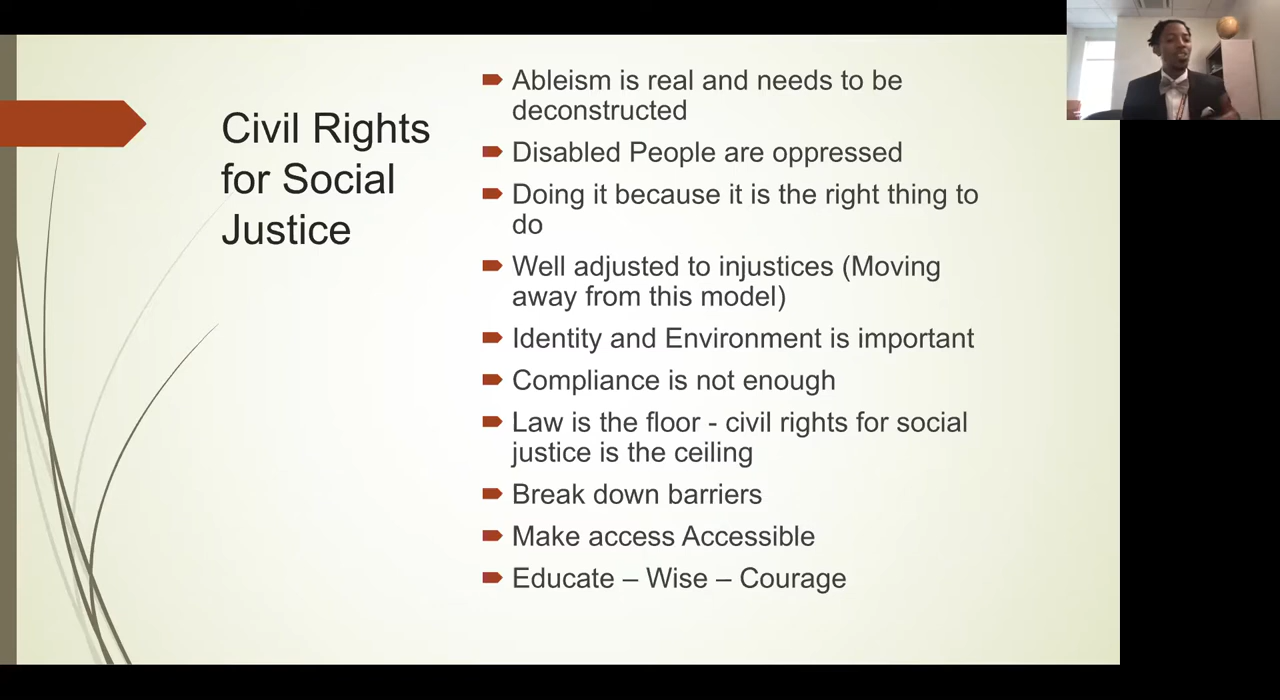 Civil Rights
for Social
Justice
Ableism is real and needs to be
deconstructed
Disabled People are oppressed
Doing it because it is the right thing to
do
Well adjusted to injustices (Moving
away from this model)
Identity and Environment is important
Compliance is not enough
Law is the floor - civil rights for social
justice is the ceiling
Break down barriers
Make access Accessible
Educate – Wise – Courage